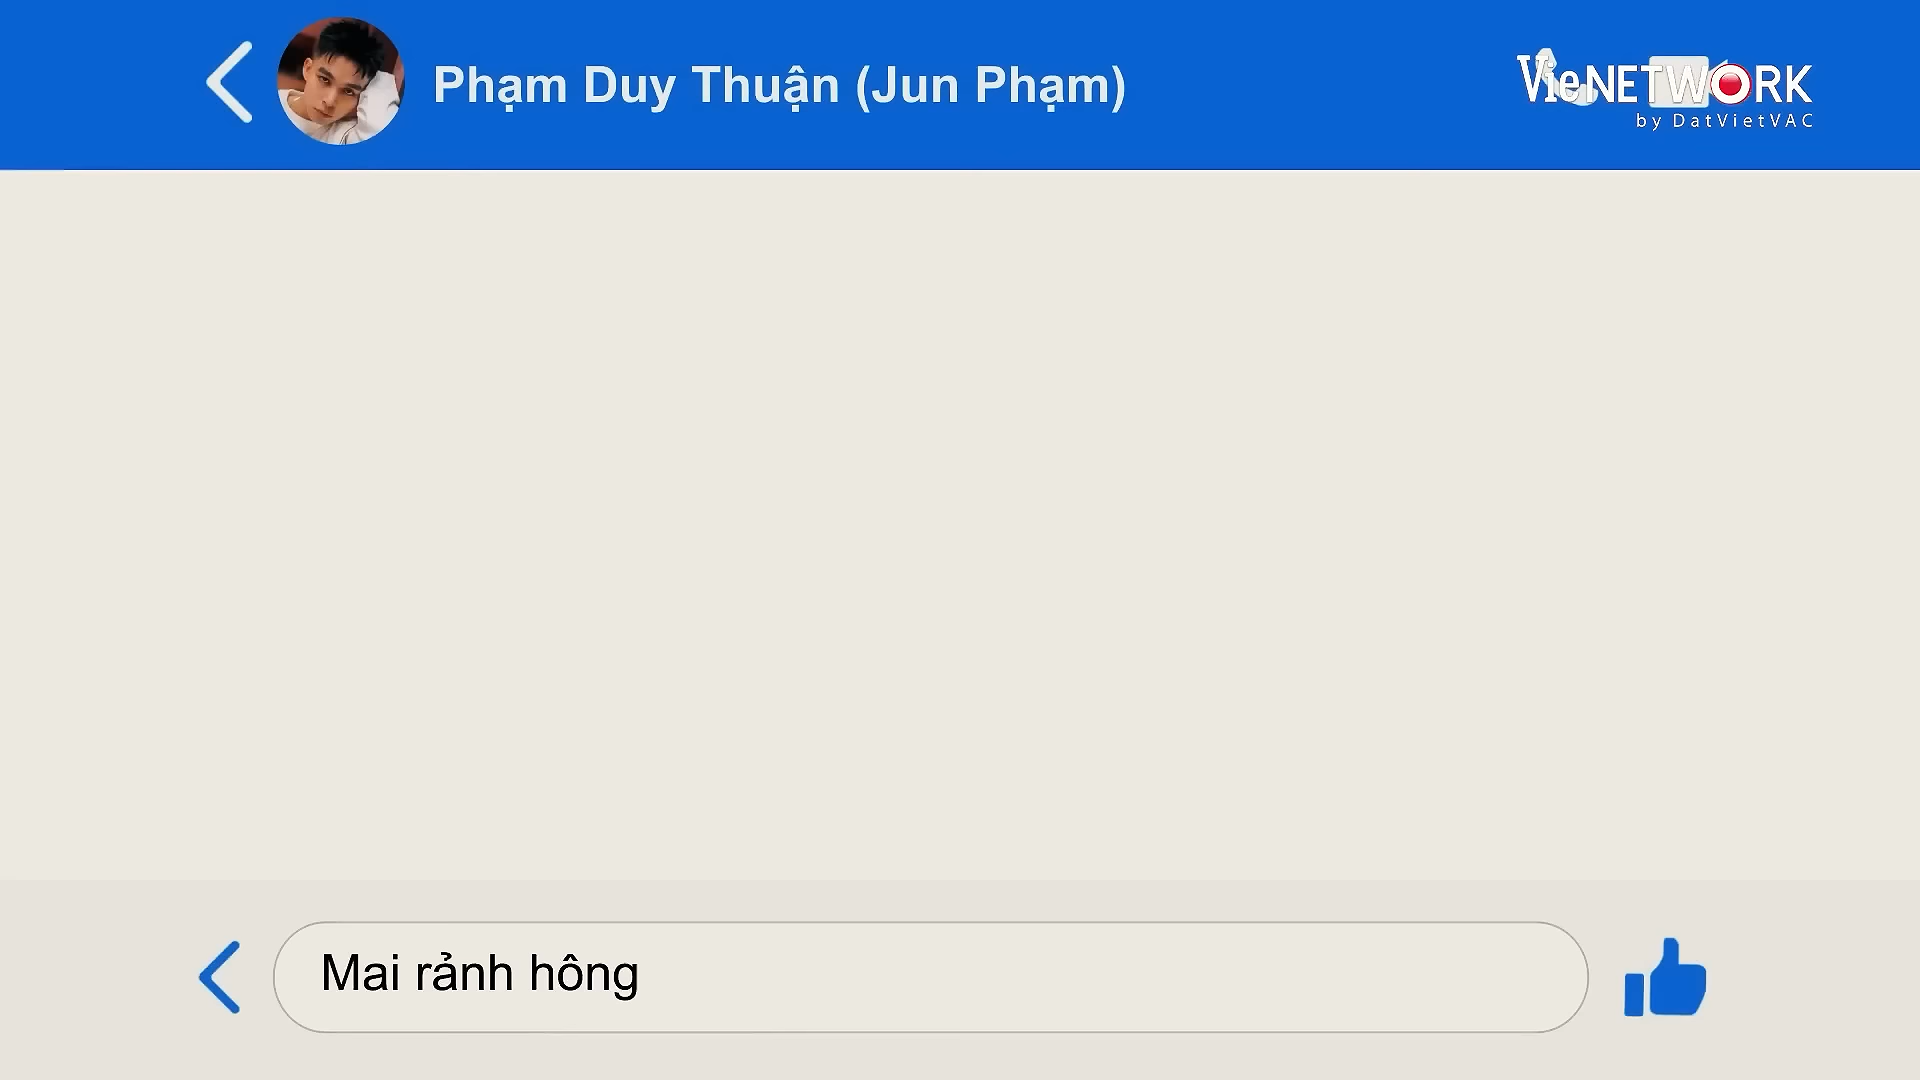 Phạm Duy Thuận (Jun Phạm)
VieNETWORK
by DatVietVAC
Mai rảnh hông